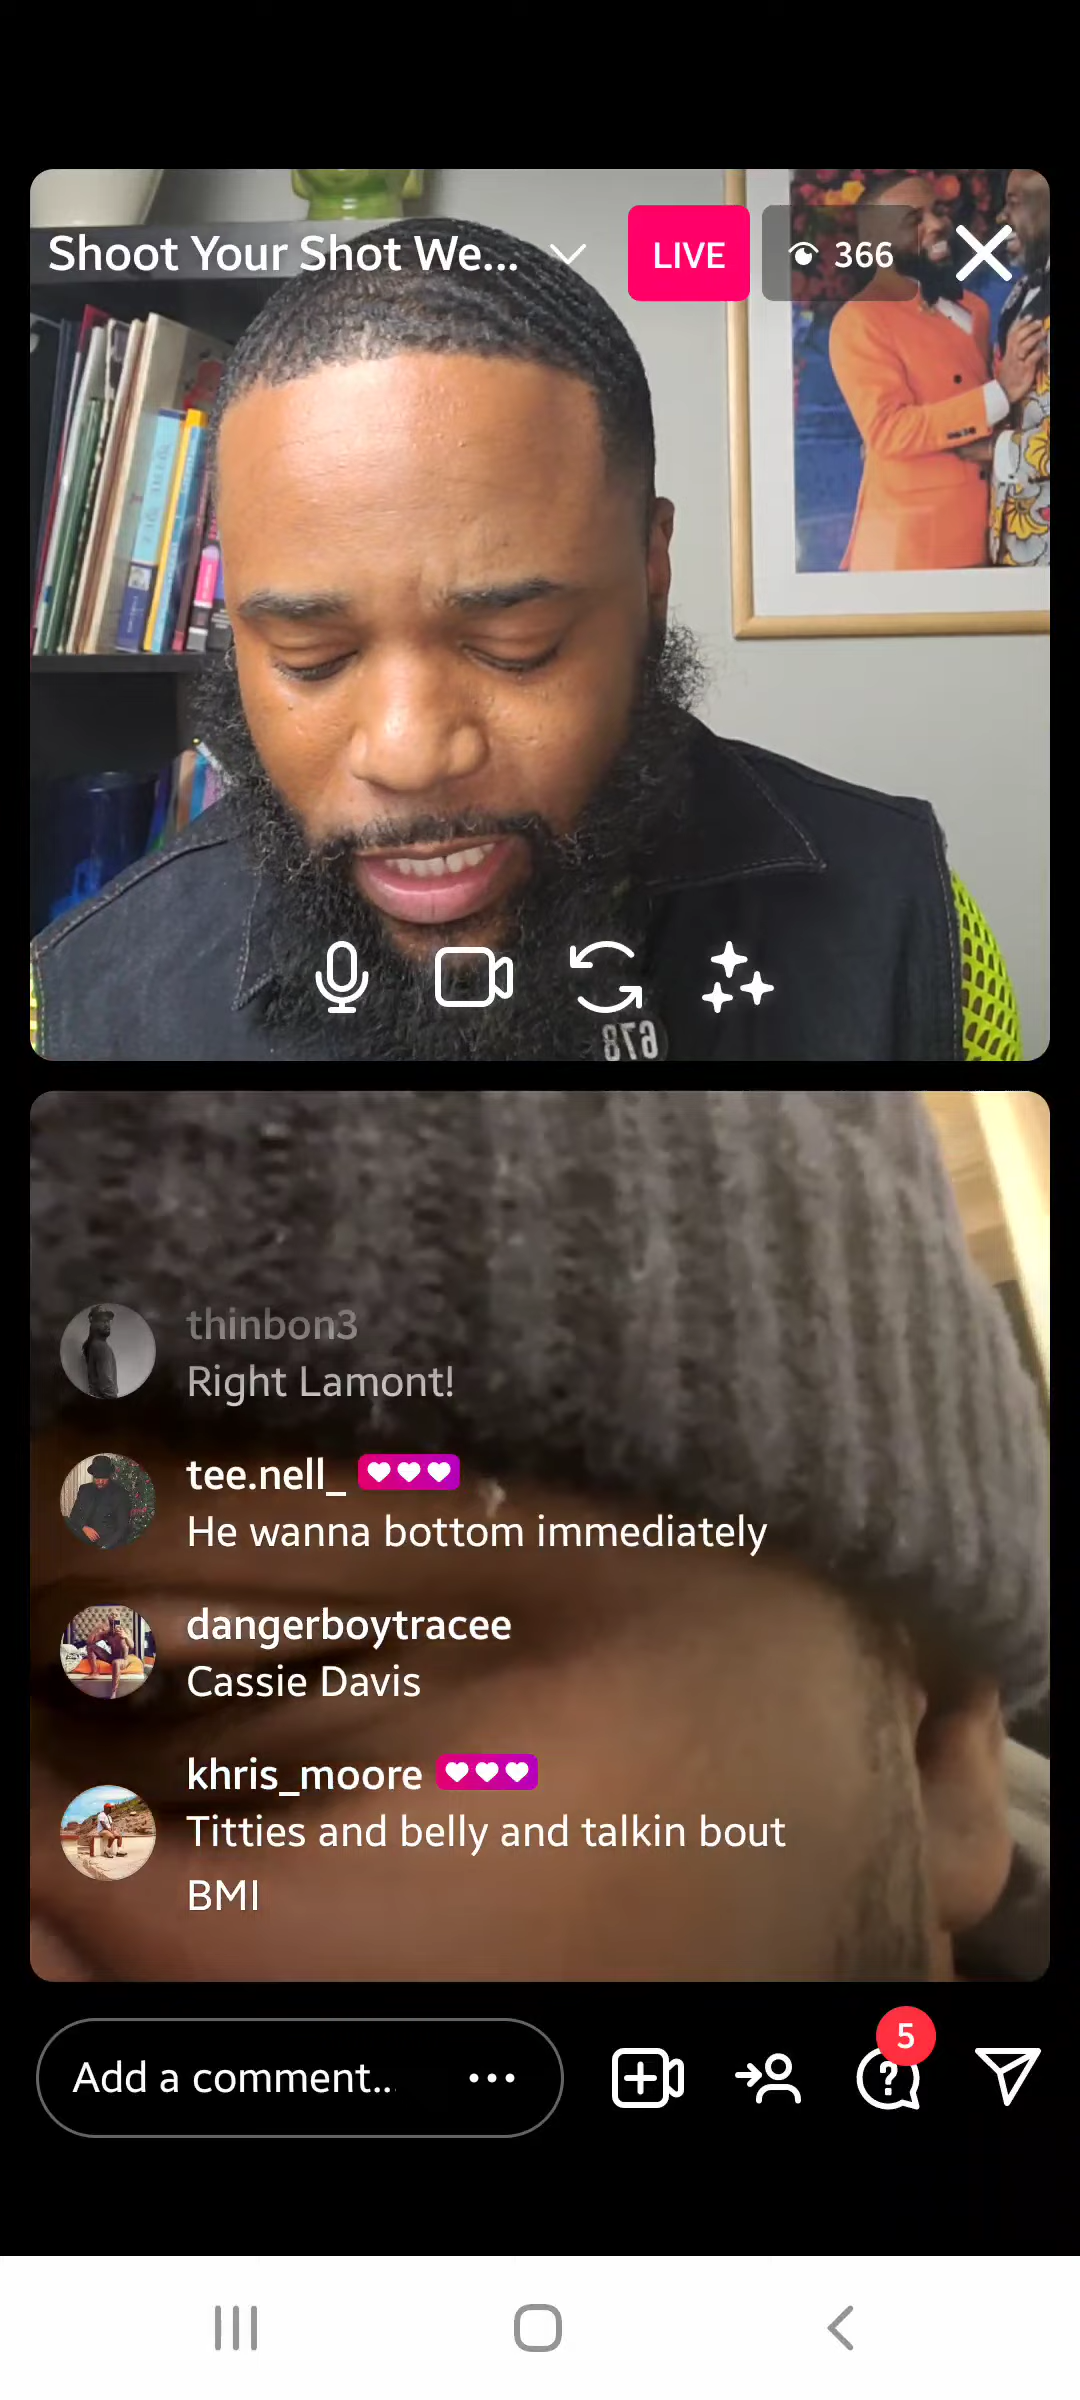 Shoot Your Shot We...
LIVE
366
678
thinbon3
Right Lamont!
tee.nell_
He wanna bottom immediately
dangerboytracee
Cassie Davis
khris_moore
Titties and belly and talkin bout
BMI
Add a comment...
5